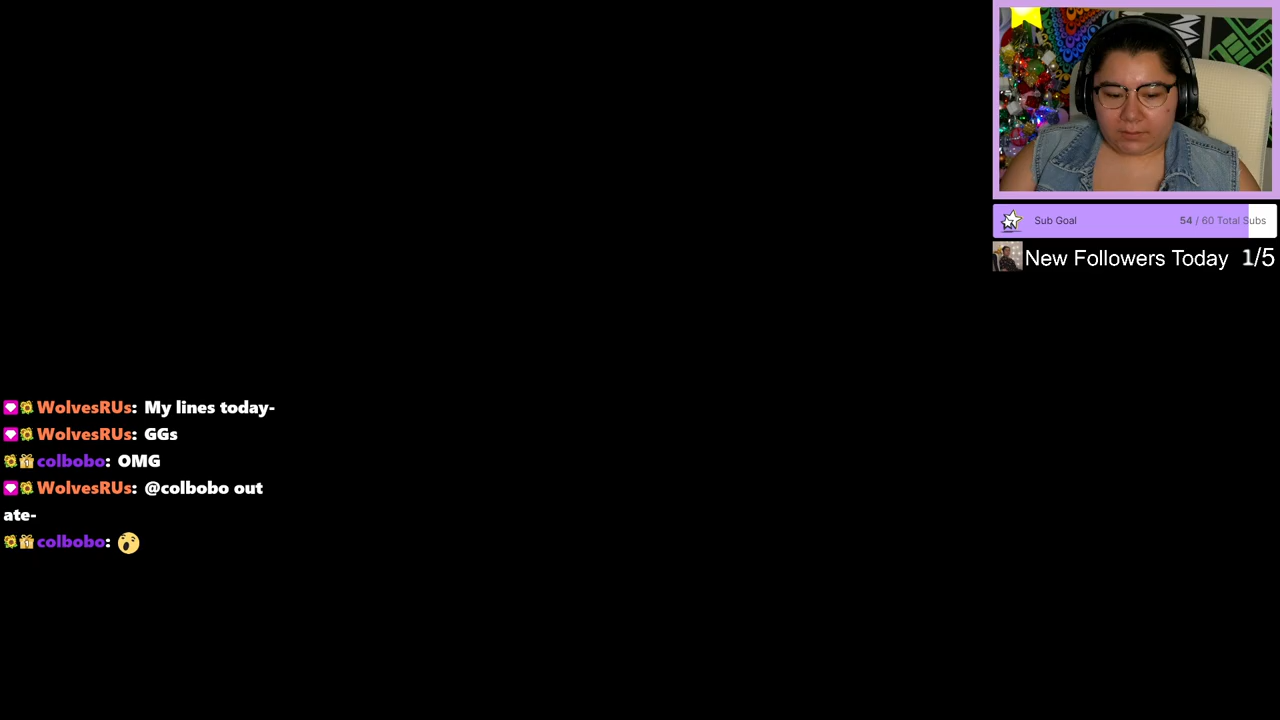 Sub Goal 54 / 60 Total Subs
New Followers Today 1/5
WolvesRUs: My lines today-
WolvesRUs: GGs
colbobo: OMG
WolvesRUs: @colbobo out
ate-
colbobo: